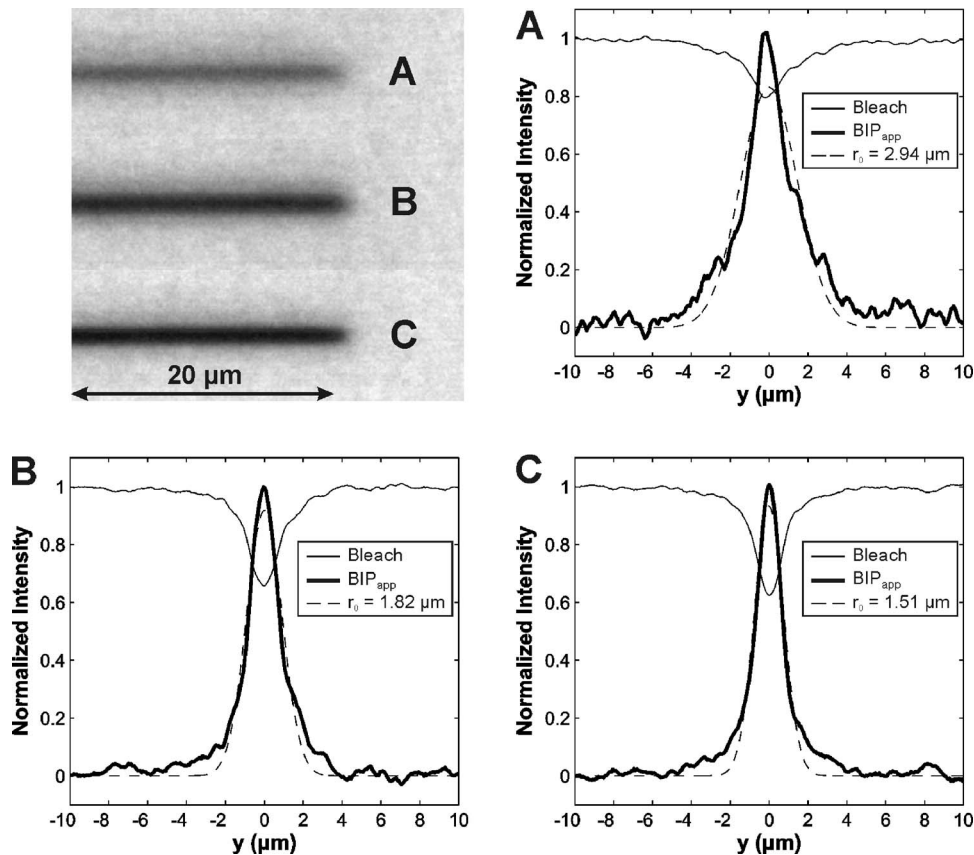 A
B
C
20 µm
A
Normalized Intensity
1
0.8
0.6
0.4
0.2
0
-10 -8 -6 -4 -2 0 2 4 6 8 10
y (µm)
Bleach
BIPapp
r₀ = 2.94 µm
B
Normalized Intensity
1
0.8
0.6
0.4
0.2
0
-10 -8 -6 -4 -2 0 2 4 6 8 10
y (µm)
Bleach
BIPapp
r₀ = 1.82 µm
C
Normalized Intensity
1
0.8
0.6
0.4
0.2
0
-10 -8 -6 -4 -2 0 2 4 6 8 10
y (µm)
Bleach
BIPapp
r₀ = 1.51 µm